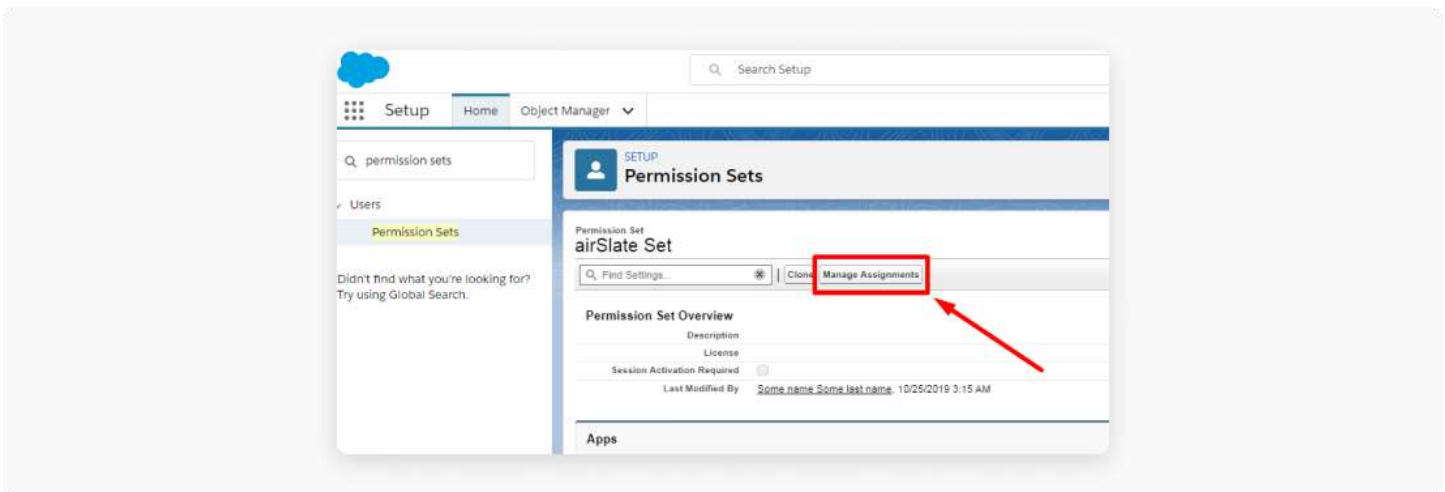 Search Setup
Setup Home Object Manager
permission sets
SETUP
Permission Sets
Users
Permission Sets
Permission Set
airSlate Set
Didn't find what you're looking for?
Try using Global Search.
Find Settings... Clone Manage Assignments
Permission Set Overview
Description
License
Session Activation Required
Last Modified By Some name Some last name, 10/25/2019 3:15 AM
Apps